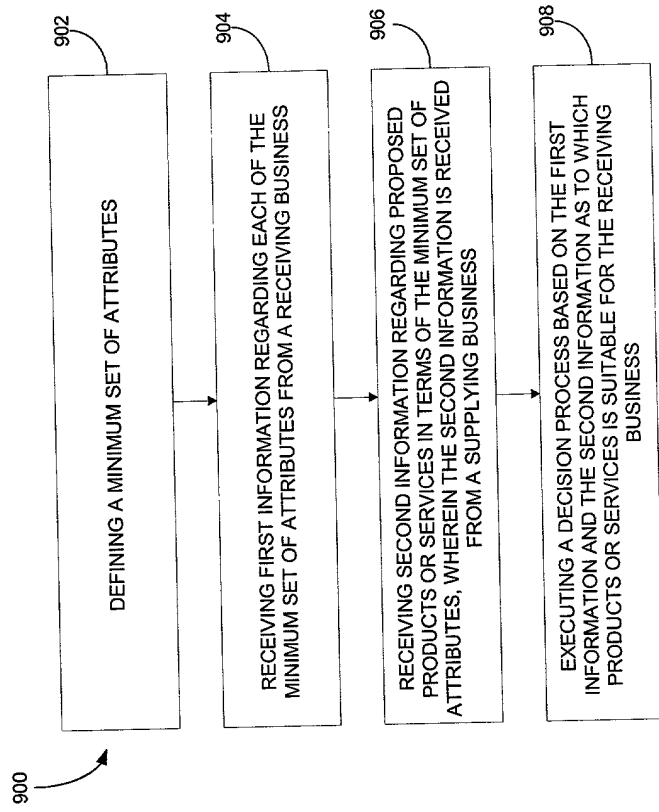 900
902
DEFINING A MINIMUM SET OF ATTRIBUTES
904
RECEIVING FIRST INFORMATION REGARDING EACH OF THE
MINIMUM SET OF ATTRIBUTES FROM A RECEIVING BUSINESS
906
RECEIVING SECOND INFORMATION REGARDING PROPOSED
PRODUCTS OR SERVICES IN TERMS OF THE MINIMUM SET OF
ATTRIBUTES, WHEREIN THE SECOND INFORMATION IS RECEIVED
FROM A SUPPLYING BUSINESS
908
EXECUTING A DECISION PROCESS BASED ON THE FIRST
INFORMATION AND THE SECOND INFORMATION AS TO WHICH
PRODUCTS OR SERVICES IS SUITABLE FOR THE RECEIVING
BUSINESS